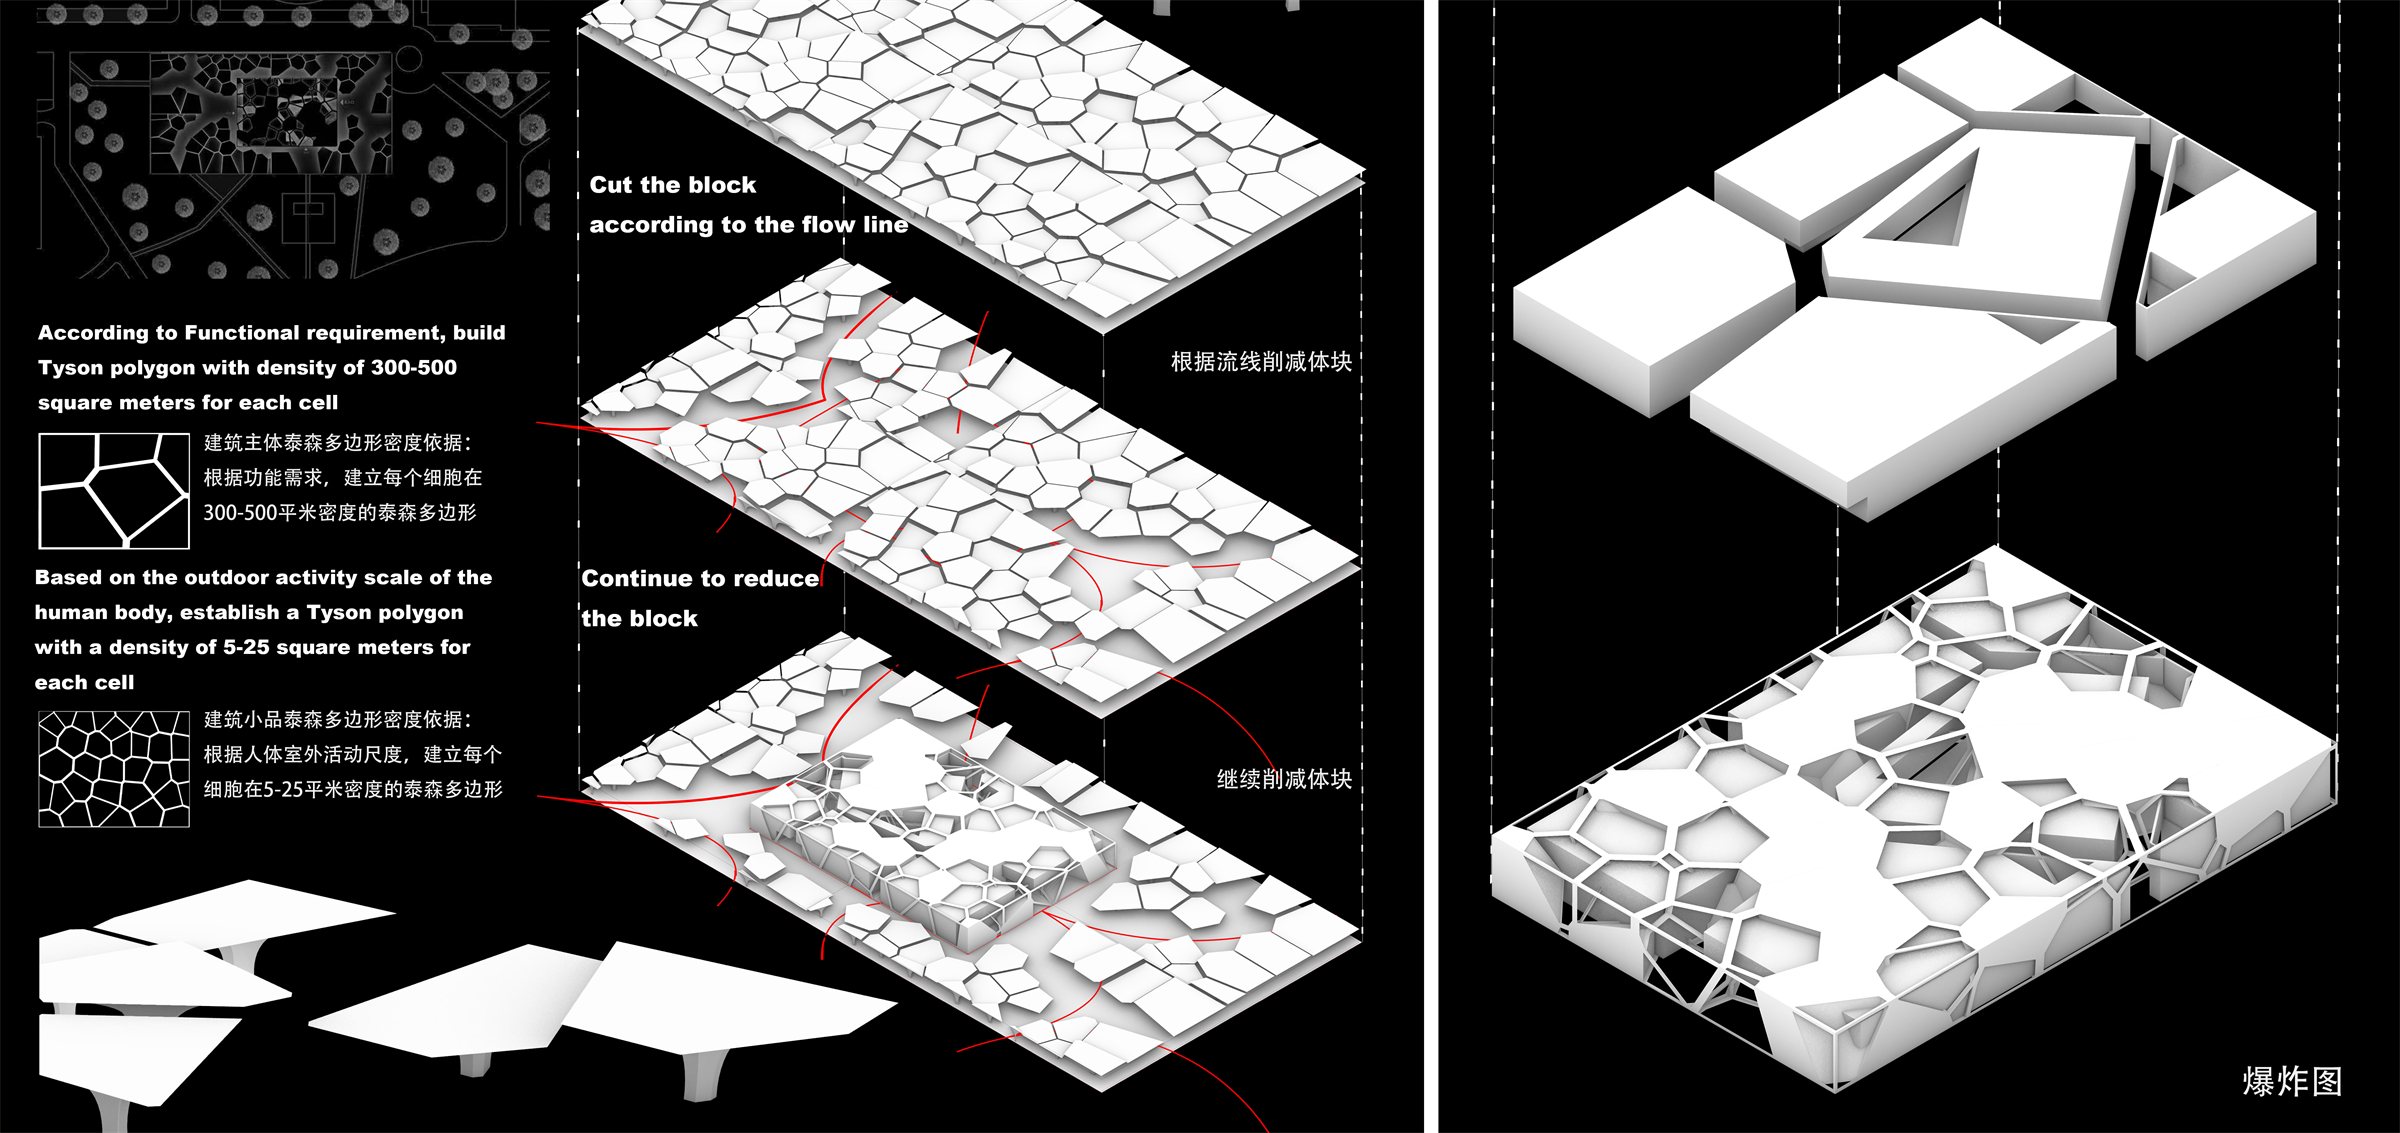 According to Functional requirement, build
Tyson polygon with density of 300-500
square meters for each cell
建筑主体泰森多边形密度依据：
根据功能需求，建立每个细胞在
300-500平米密度的泰森多边形
Based on the outdoor activity scale of the
human body, establish a Tyson polygon
with a density of 5-25 square meters for
each cell
建筑小品泰森多边形密度依据：
根据人体室外活动尺度，建立每个
细胞在5-25平米密度的泰森多边形
Cut the block
according to the flow line
根据流线削减体块
Continue to reduce
the block
继续削减体块
爆炸图